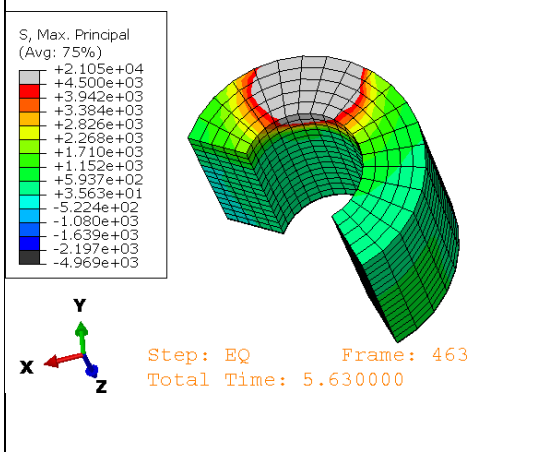 S, Max. Principal
(Avg: 75%)
+2.105e+04
+4.500e+03
+3.942e+03
+3.384e+03
+2.826e+03
+2.268e+03
+1.710e+03
+1.152e+03
+5.937e+02
+3.563e+01
-5.224e+02
-1.080e+03
-1.639e+03
-2.197e+03
-4.969e+03
Y
X
Z
Step: EQ Frame: 463
Total Time: 5.630000